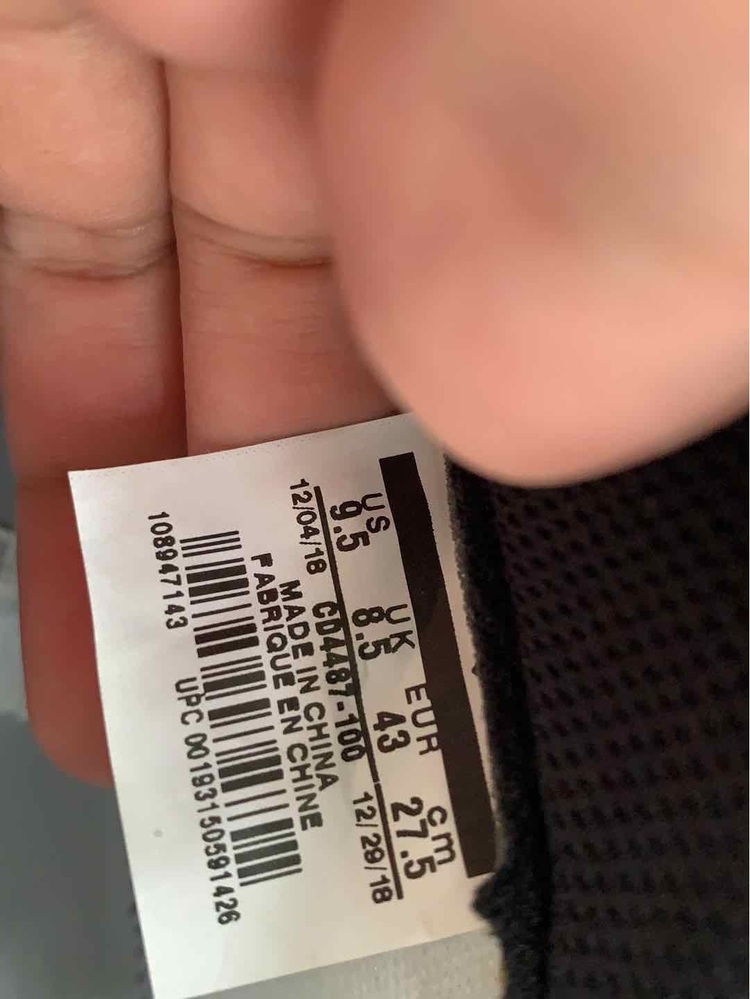 US UK EUR cm
9.5 8.5 43 27.5
12/04/18 CD4487-100 12/29/18
MADE IN CHINA
FABRIQUE EN CHINE
108947143 UPC 00193150591426